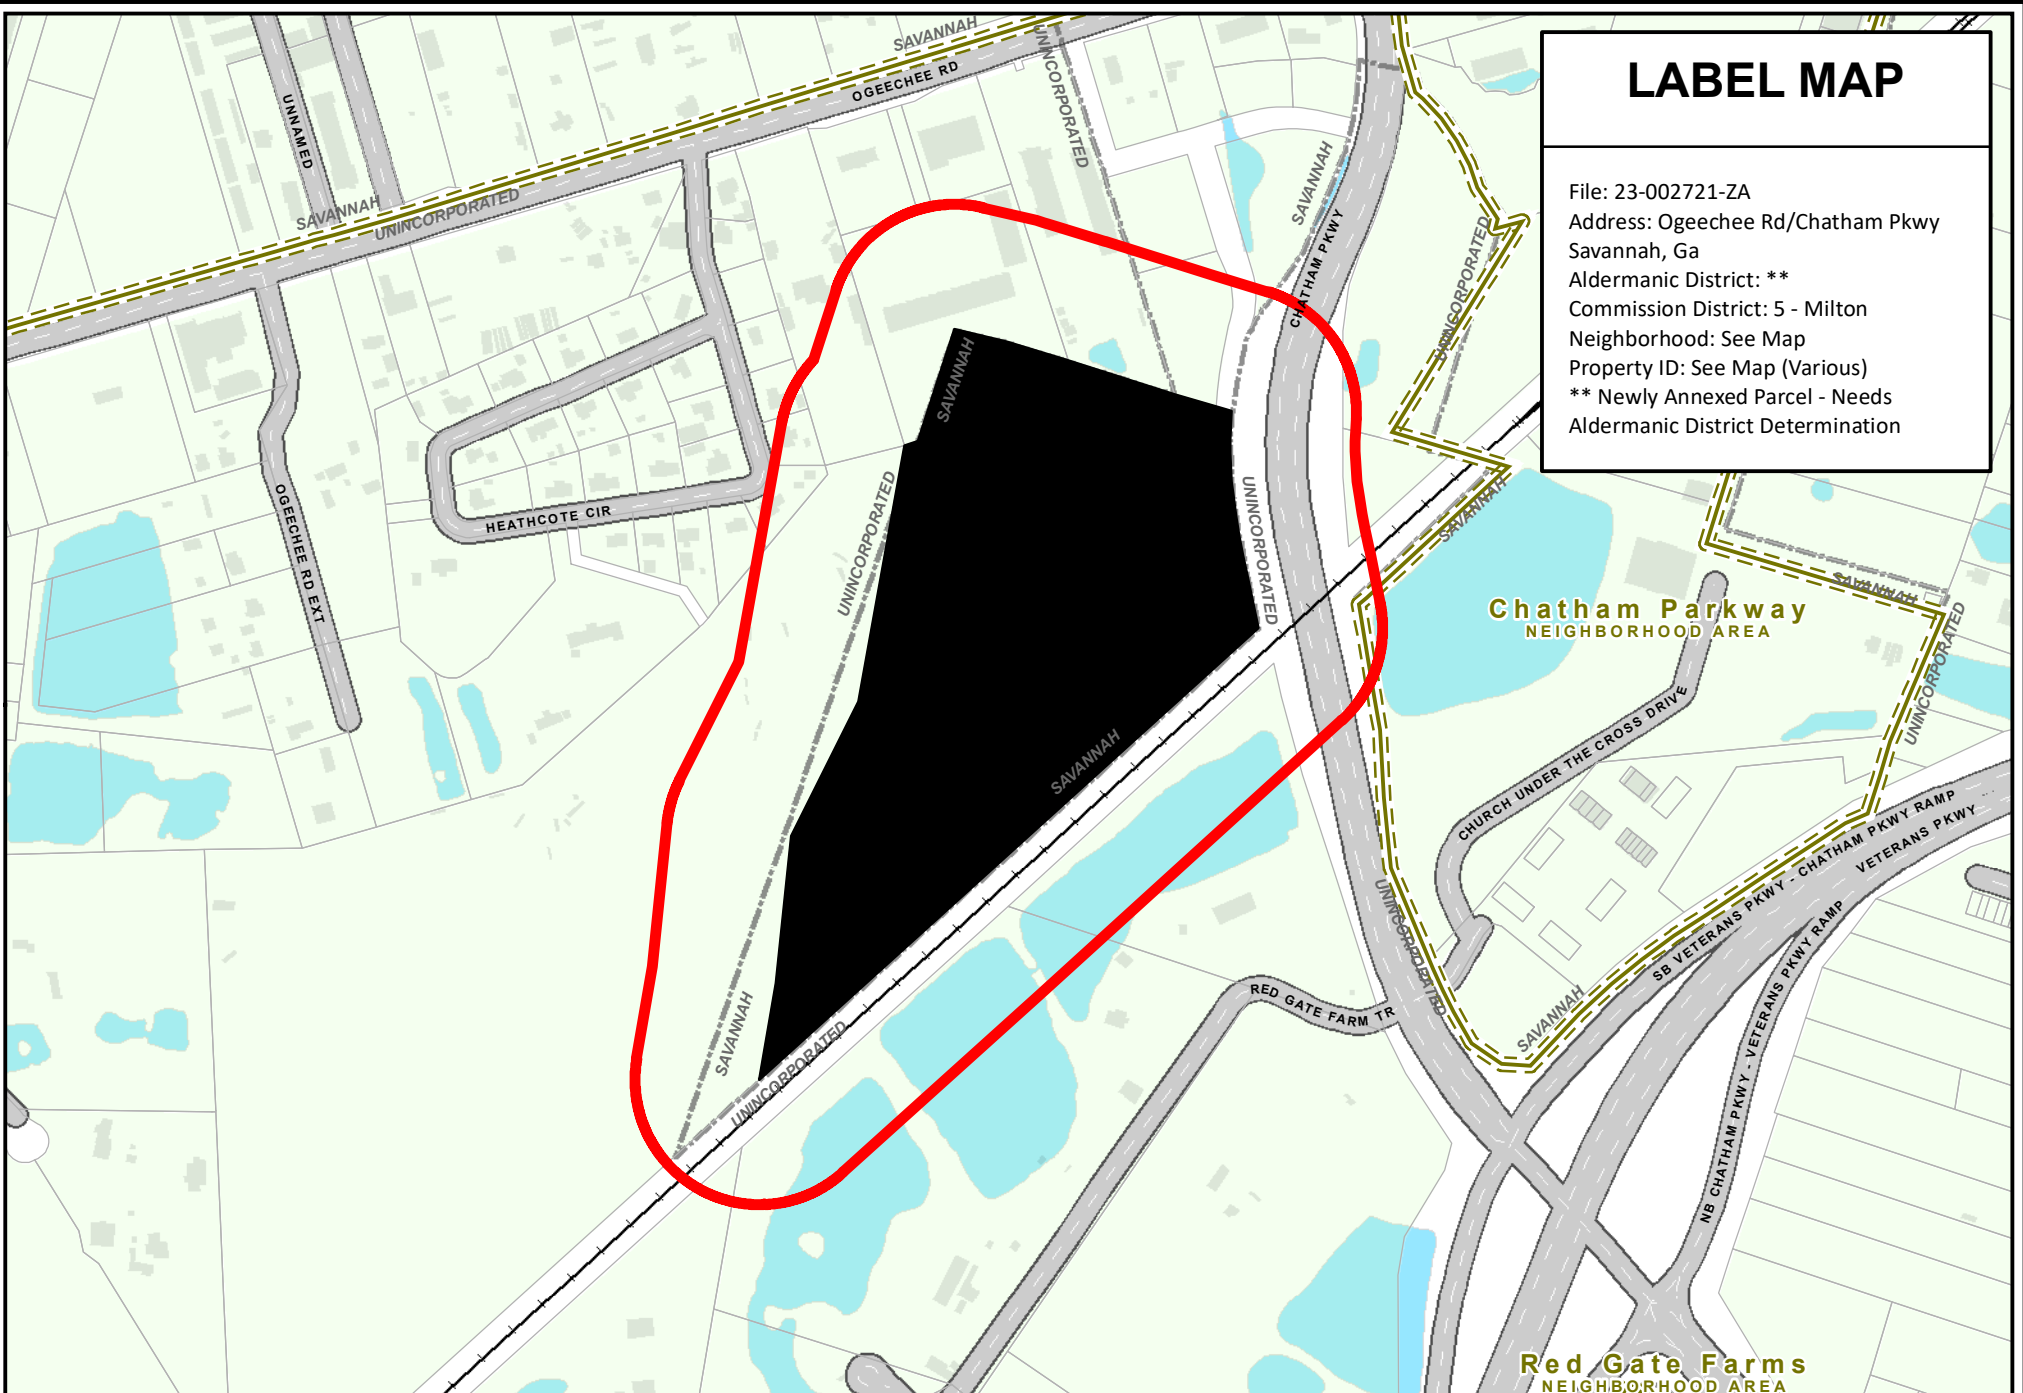 LABEL MAP
File: 23-002721-ZA
Address: Ogeechee Rd/Chatham Pkwy
Savannah, Ga
Aldermanic District: **
Commission District: 5 - Milton
Neighborhood: See Map
Property ID: See Map (Various)
** Newly Annexed Parcel - Needs
Aldermanic District Determination
SAVANNAH
UNINCORPORATED
OGEECHEE RD
UNNAMED
SAVANNAH
UNINCORPORATED
SAVANNAH
CHATHAM PKWY
UNINCORPORATED
SAVANNAH
UNINCORPORATED
UNINCORPORATED
SAVANNAH
OGEECHEE RD EXT
HEATHCOTE CIR
SAVANNAH
UNINCORPORATED
Chatham Parkway
NEIGHBORHOOD AREA
SAVANNAH
CHURCH UNDER THE CROSS DRIVE
SB VETERANS PKWY - CHATHAM PKWY RAMP
VETERANS PKWY
UNINCORPORATED
RED GATE FARM TR
SAVANNAH
NB CHATHAM PKWY - VETERANS PKWY RAMP
SAVANNAH
UNINCORPORATED
Red Gate Farms
NEIGHBORHOOD AREA